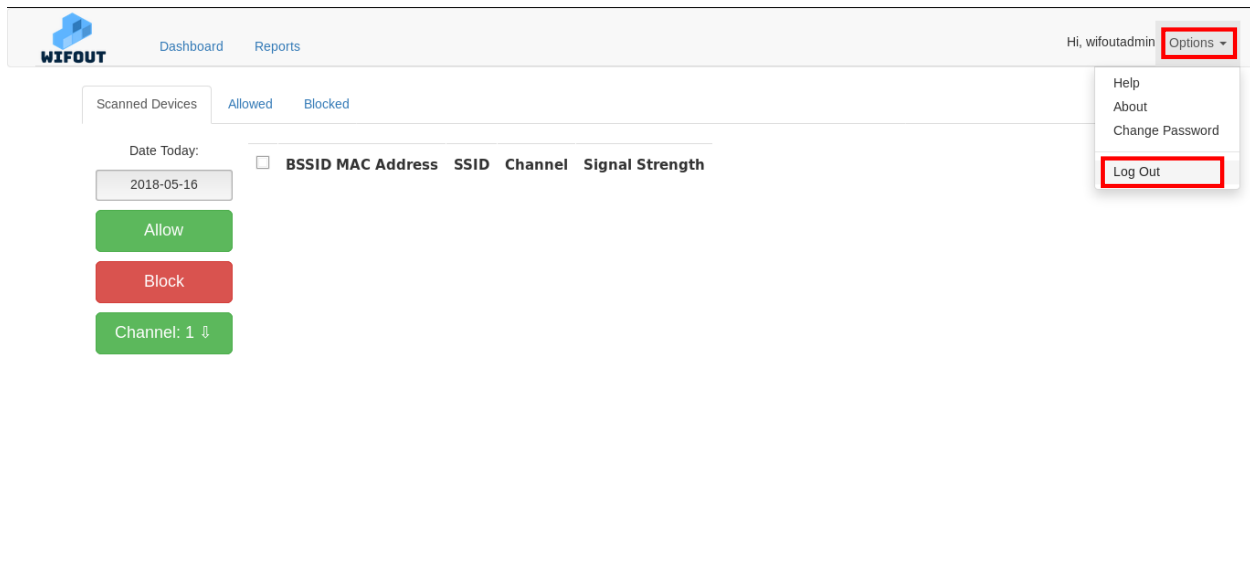 WIFOUT
Dashboard Reports
Hi, wifoutadmin Options
Help
About
Change Password
Log Out
Scanned Devices Allowed Blocked
Date Today:
2018-05-16
Allow
Block
Channel: 1 ⇩
BSSID MAC Address SSID Channel Signal Strength